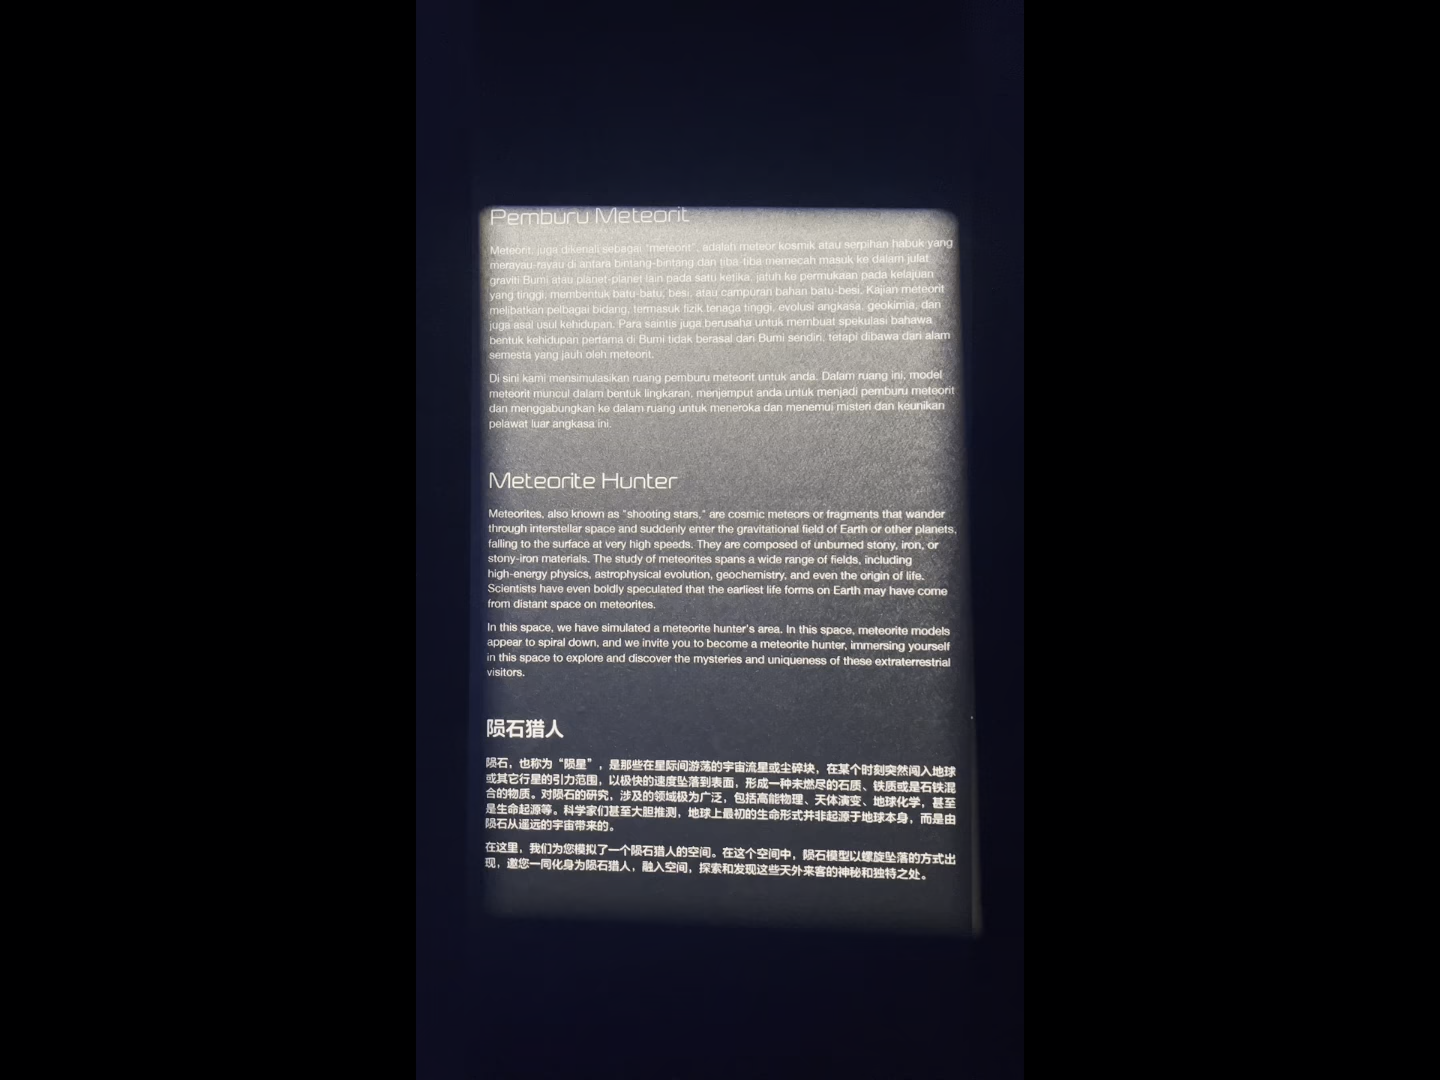 Pemburu Meteorit
Meteorit, juga dikenali sebagai "meteorit", adalah meteor kosmik atau serpihan habuk yang
merayau-rayau di antara bintang-bintang dan tiba-tiba memecah masuk ke dalam julat
graviti Bumi atau planet-planet lain pada satu ketika, jatuh ke permukaan pada kelajuan
yang tinggi, membentuk batu-batu, besi, atau campuran bahan batu-besi. Kajian meteorit
melibatkan pelbagai bidang, termasuk fizik tenaga tinggi, evolusi angkasa, geokimia, dan
juga asal usul kehidupan. Para saintis juga berusaha untuk membuat spekulasi bahawa
bentuk kehidupan pertama di Bumi tidak berasal dari Bumi sendiri, tetapi dibawa dari alam
semesta yang jauh oleh meteorit.
Di sini kami mensimulasikan ruang pemburu meteorit untuk anda. Dalam ruang ini, model
meteorit muncul dalam bentuk lingkaran, menjemput anda untuk menjadi pemburu meteorit
dan menggabungkan ke dalam ruang untuk meneroka dan menemui misteri dan keunikan
pelawat luar angkasa ini.
Meteorite Hunter
Meteorites, also known as "shooting stars," are cosmic meteors or fragments that wander
through interstellar space and suddenly enter the gravitational field of Earth or other planets,
falling to the surface at very high speeds. They are composed of unburned stony, iron, or
stony-iron materials. The study of meteorites spans a wide range of fields, including
high-energy physics, astrophysical evolution, geochemistry, and even the origin of life.
Scientists have even boldly speculated that the earliest life forms on Earth may have come
from distant space on meteorites.
In this space, we have simulated a meteorite hunter's area. In this space, meteorite models
appear to spiral down, and we invite you to become a meteorite hunter, immersing yourself
in this space to explore and discover the mysteries and uniqueness of these extraterrestrial
visitors.
陨石猎人
陨石，也称为“陨星”，是那些在星际间游荡的宇宙流星或尘碎块，在某个时刻突然闯入地球
或其它行星的引力范围，以极快的速度坠落到表面，形成一种未燃尽的石质、铁质或是石铁混
合的物质。对陨石的研究，涉及的领域极为广泛，包括高能物理、天体演变、地球化学，甚至
是生命起源等。科学家们甚至大胆推测，地球上最初的生命形式并非起源于地球本身，而是由
陨石从遥远的宇宙带来的。
在这里，我们为您模拟了一个陨石猎人的空间。在这个空间中，陨石模型以螺旋坠落的方式出
现，邀您一同化身为陨石猎人，融入空间，探索和发现这些天外来客的神秘和独特之处。